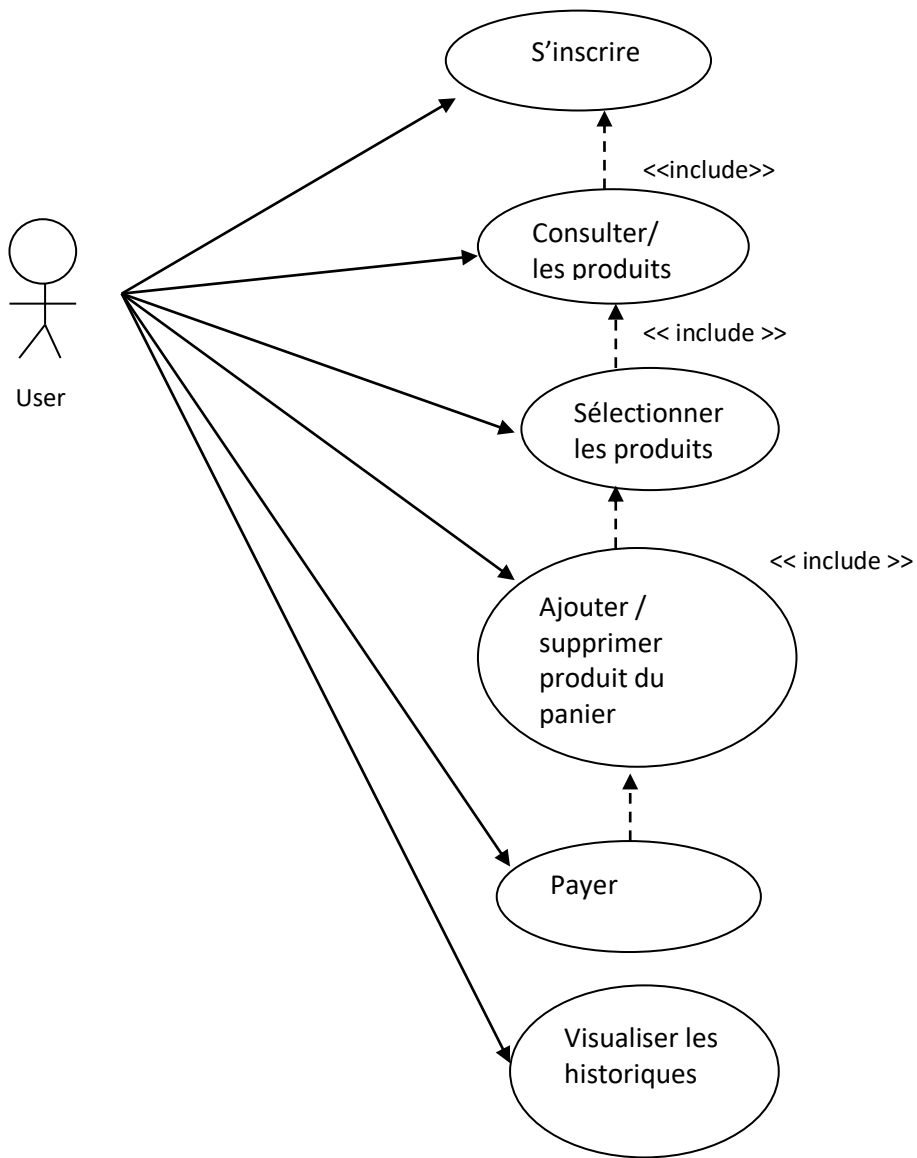 S’inscrire
<<include>>
Consulter/
les produits
<< include >>
User
Sélectionner
les produits
<< include >>
Ajouter /
supprimer
produit du
panier
Payer
Visualiser les
historiques